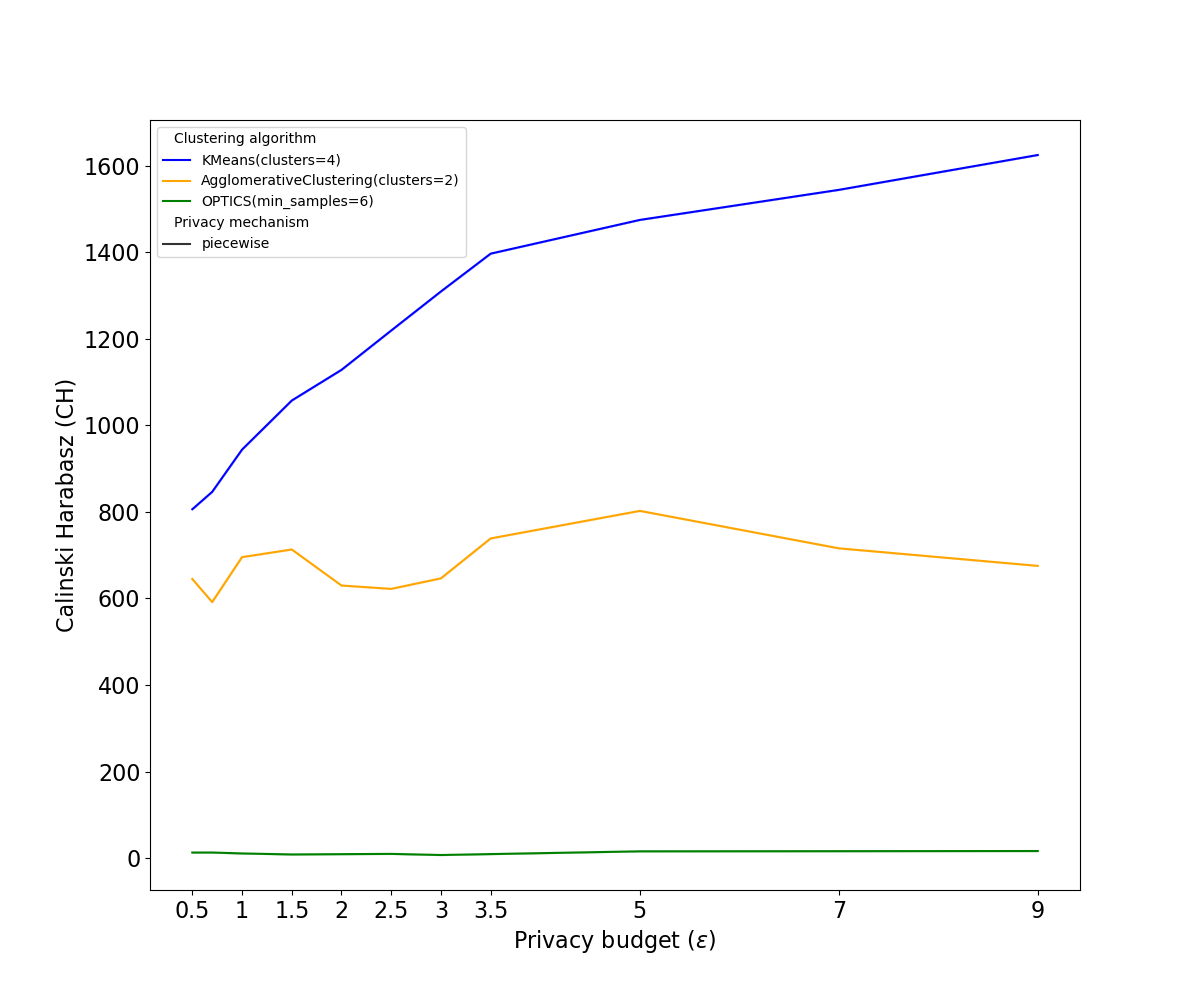 Clustering algorithm
KMeans(clusters=4)
AgglomerativeClustering(clusters=2)
OPTICS(min_samples=6)
Privacy mechanism
piecewise
1600
1400
1200
1000
800
600
400
200
0
Calinski Harabasz (CH)
0.5 1 1.5 2 2.5 3 3.5 5 7 9
Privacy budget (ε)